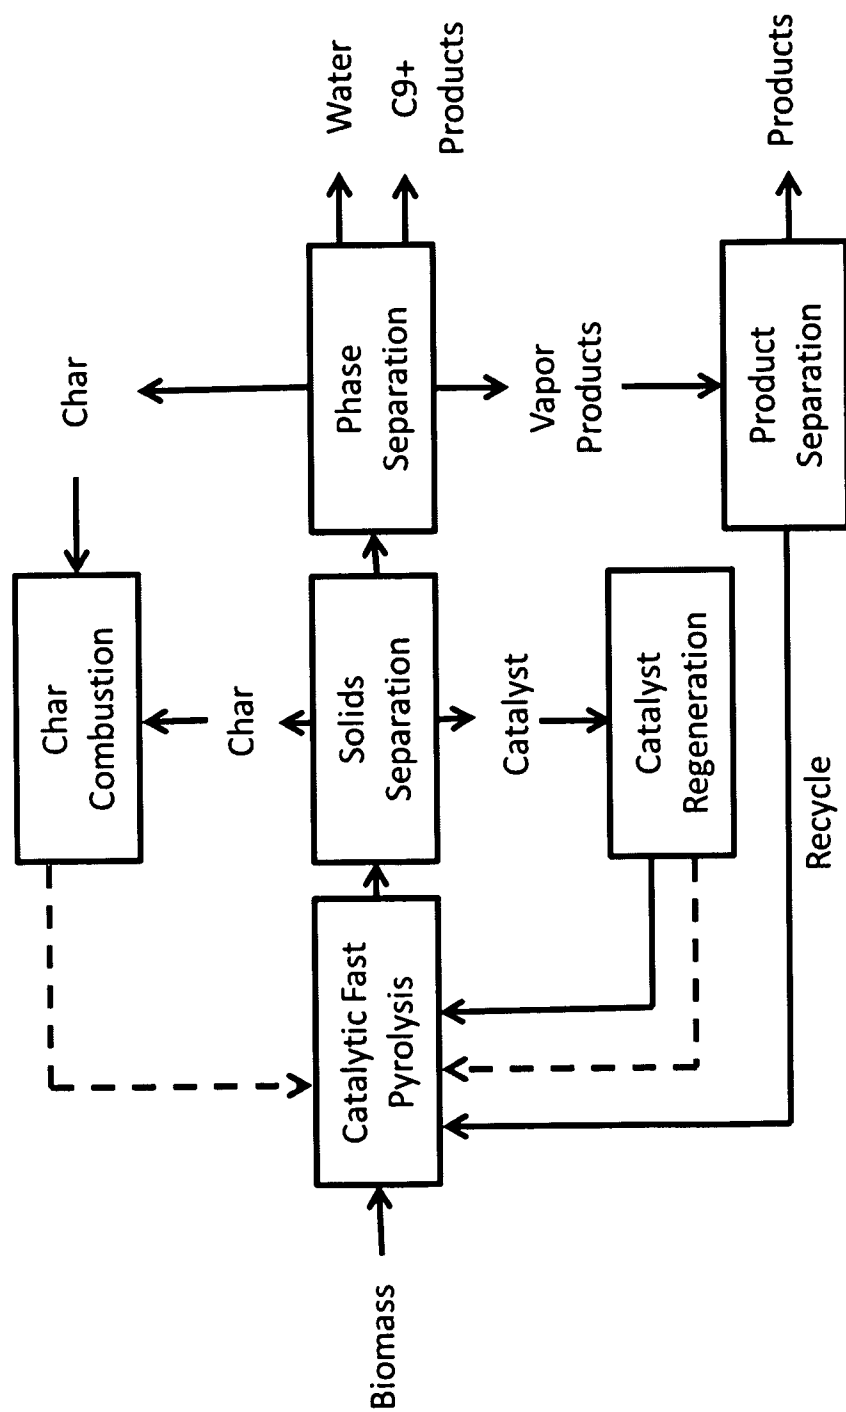 Char
Combustion
Char
Char
Water
C9+
Products
Biomass
Catalytic Fast
Pyrolysis
Solids
Separation
Phase
Separation
Catalyst
Vapor
Products
Catalyst
Regeneration
Product
Separation
Products
Recycle